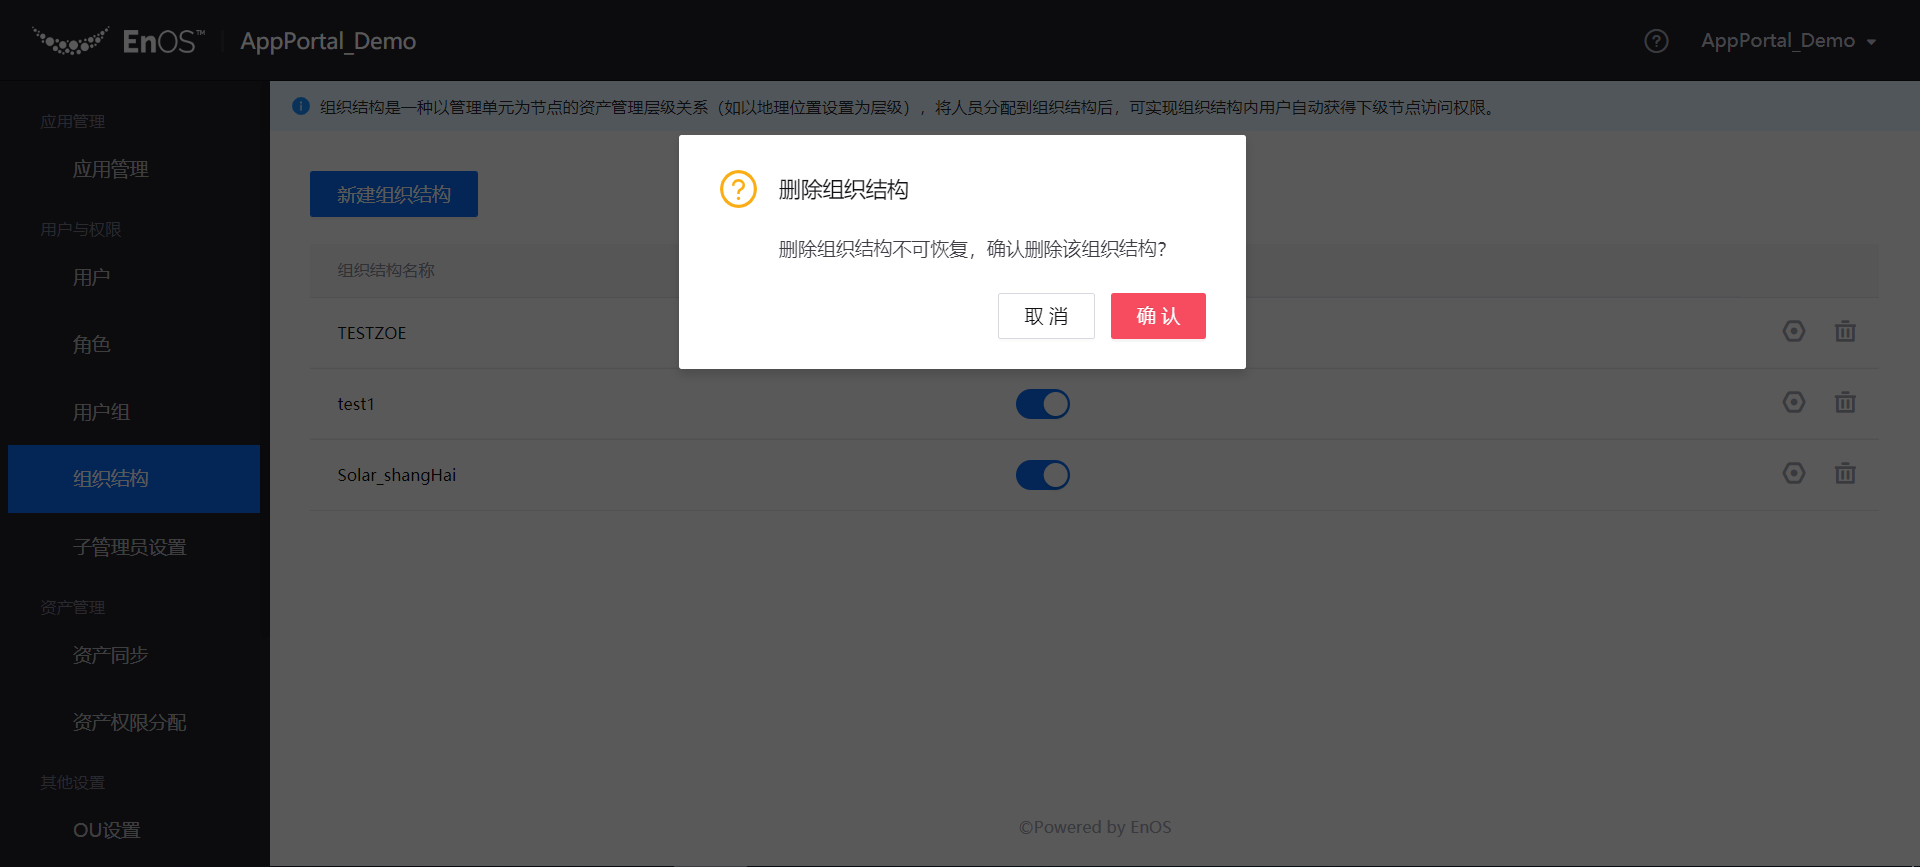 EnOS™ AppPortal_Demo
AppPortal_Demo
应用管理
应用管理
用户与权限
用户
角色
用户组
组织结构
子管理员设置
资产管理
资产同步
资产权限分配
其他设置
OU设置
组织结构是一种以管理单元为节点的资产管理层级关系（如以地理位置设置为层级），将人员分配到组织结构后，可实现组织结构内用户自动获得下级节点访问权限。
新建组织结构
组织结构名称
TESTZOE
test1
Solar_shangHai
删除组织结构
删除组织结构不可恢复，确认删除该组织结构？
取 消
确 认
©Powered by EnOS